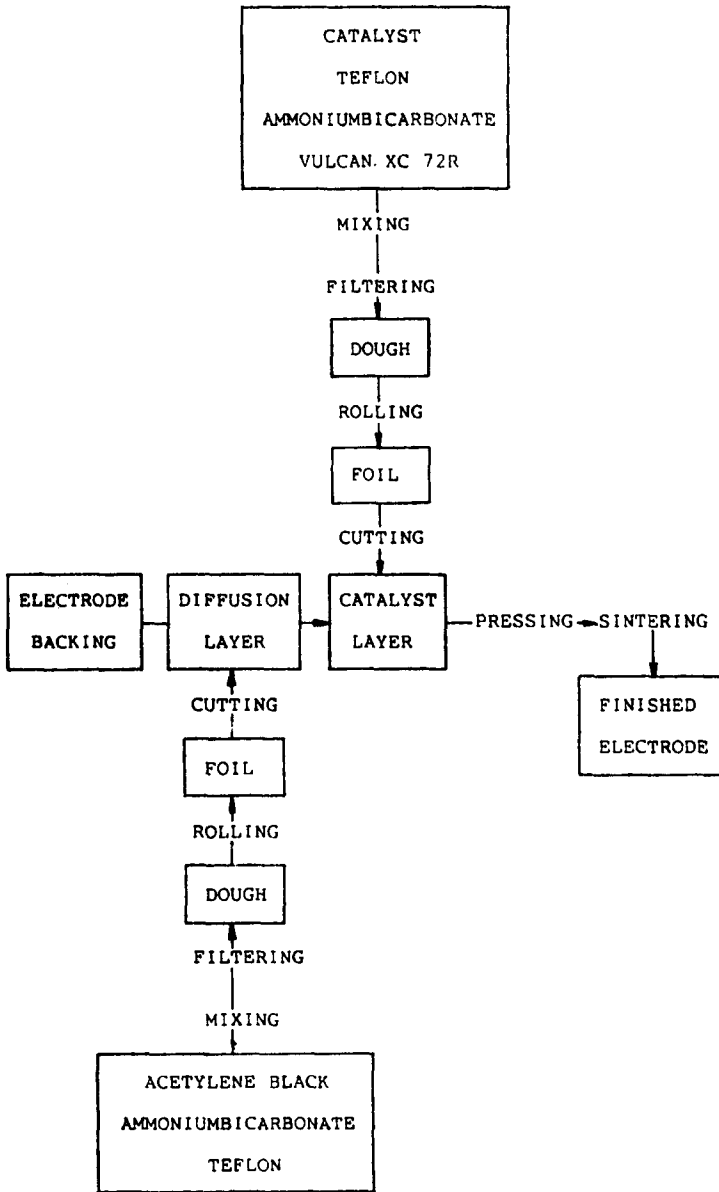 CATALYST
TEFLON
AMMONIUMBICARBONATE
VULCAN. XC 72R
MIXING
FILTERING
DOUGH
ROLLING
FOIL
CUTTING
ELECTRODE
BACKING
DIFFUSION
LAYER
CATALYST
LAYER
PRESSING
SINTERING
FINISHED
ELECTRODE
CUTTING
FOIL
ROLLING
DOUGH
FILTERING
MIXING
ACETYLENE BLACK
AMMONIUMBICARBONATE
TEFLON